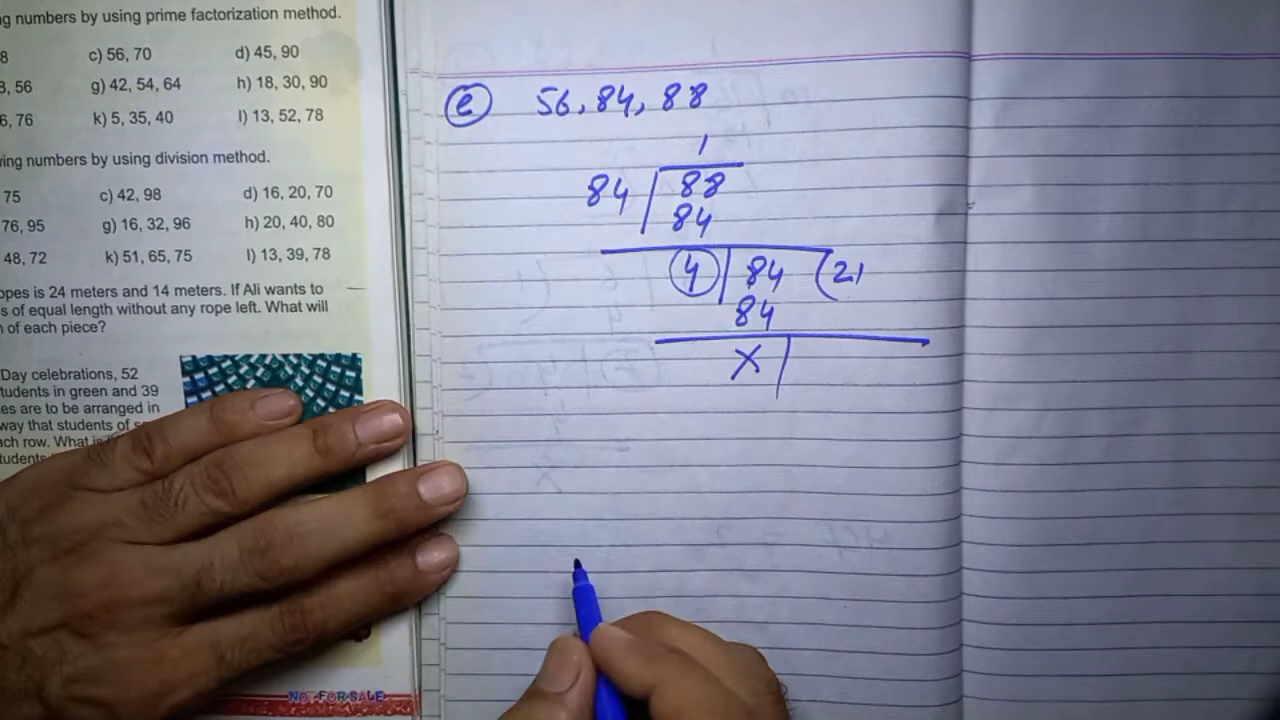 ng numbers by using prime factorization method.
8 c) 56, 70 d) 45, 90
8, 56 g) 42, 54, 64 h) 18, 30, 90
6, 76 k) 5, 35, 40 l) 13, 52, 78
ving numbers by using division method.
75 c) 42, 98 d) 16, 20, 70
76, 95 g) 16, 32, 96 h) 20, 40, 80
48, 72 k) 51, 65, 75 l) 13, 39, 78
opes is 24 meters and 14 meters. If Ali wants to
s of equal length without any rope left. What will
n of each piece?
Day celebrations, 52
tudents in green and 39
es are to be arranged in
way that students of
ach row. What is
tudents
NOT FOR SALE
e 56, 84, 88
1
84 88
84
4 84 21
84
x